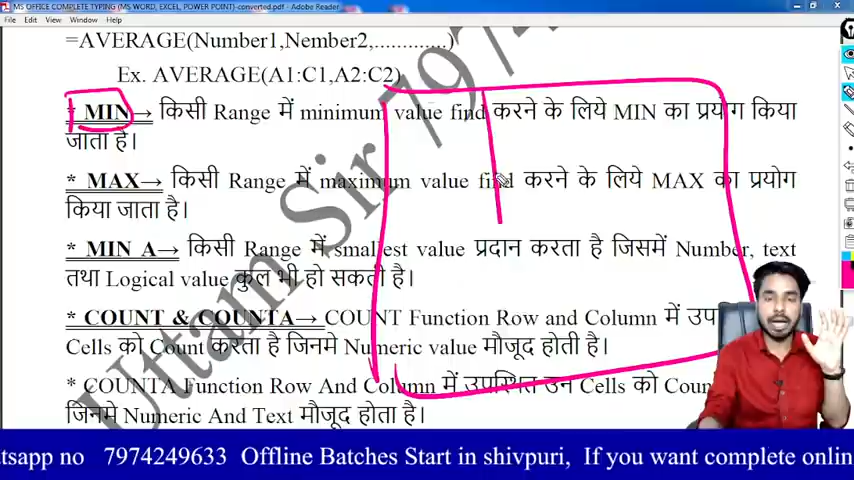 MS OFFICE COMPLETE TYPING (MS WORD, EXCEL, POWER POINT)-converted.pdf - Adobe Reader
File Edit View Window Help
=AVERAGE(Number1,Nember2,.............)
Ex. AVERAGE(A1:C1,A2:C2)
* MIN→ किसी Range में minimum value find करने के लिये MIN का प्रयोग किया
जाता है।
* MAX→ किसी Range में maximum value find करने के लिये MAX का प्रयोग
किया जाता है।
* MIN A→ किसी Range में smallest value प्रदान करता है जिसमें Number, text
तथा Logical value कुल भी हो सकती है।
* COUNT & COUNTA→ COUNT Function Row and Column में
Cells को Count करता है जिनमे Numeric value मौजूद होती है।
* COUNTA Function Row And Column में उपस्थित उन Cells को
जिनमे Numeric And Text मौजूद होता है।
Uttam Sir 797
atsapp no 7974249633 Offline Batches Start in shivpuri, If you want complete onlin